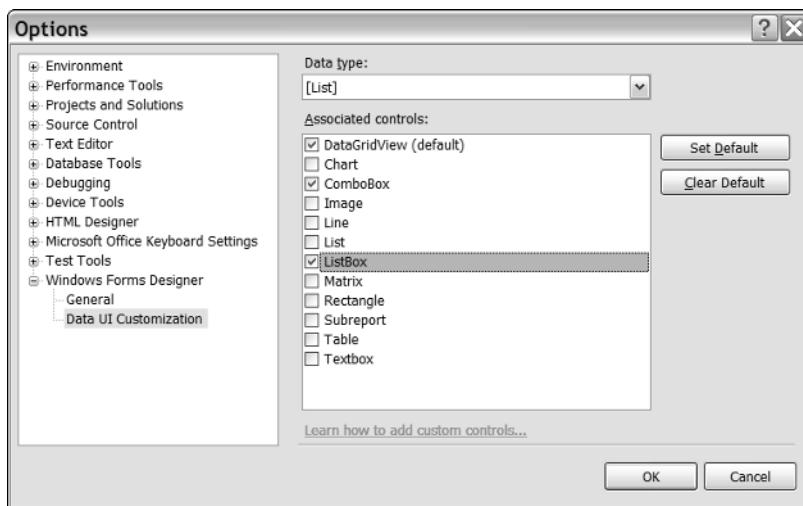 Options
Environment
Performance Tools
Projects and Solutions
Source Control
Text Editor
Database Tools
Debugging
Device Tools
HTML Designer
Microsoft Office Keyboard Settings
Test Tools
Windows Forms Designer
General
Data UI Customization
Data type:
[List]
Associated controls:
DataGridView (default)
Chart
ComboBox
Image
Line
List
ListBox
Matrix
Rectangle
Subreport
Table
Textbox
Set Default
Clear Default
Learn how to add custom controls...
OK
Cancel